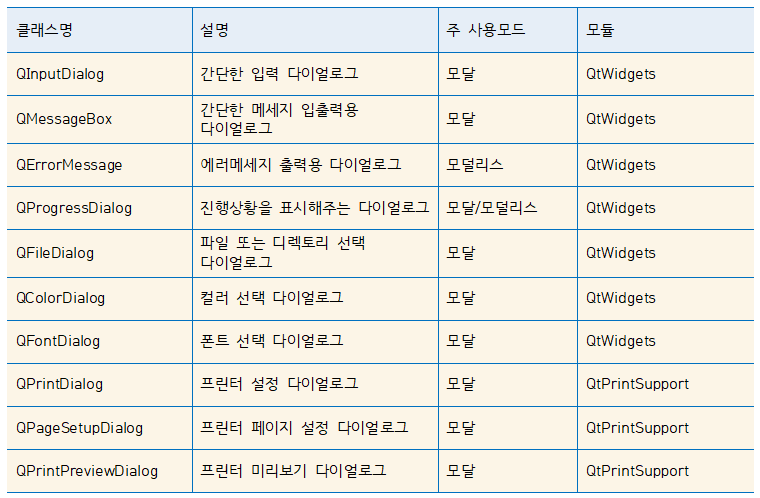 클래스명 설명 주 사용모드 모듈
QInputDialog 간단한 입력 다이얼로그 모달 QtWidgets
QMessageBox 간단한 메세지 입출력용 다이얼로그 모달 QtWidgets
QErrorMessage 에러메세지 출력용 다이얼로그 모덜리스 QtWidgets
QProgressDialog 진행상황을 표시해주는 다이얼로그 모달/모덜리스 QtWidgets
QFileDialog 파일 또는 디렉토리 선택 다이얼로그 모달 QtWidgets
QColorDialog 컬러 선택 다이얼로그 모달 QtWidgets
QFontDialog 폰트 선택 다이얼로그 모달 QtWidgets
QPrintDialog 프린터 설정 다이얼로그 모달 QtPrintSupport
QPageSetupDialog 프린터 페이지 설정 다이얼로그 모달 QtPrintSupport
QPrintPreviewDialog 프린터 미리보기 다이얼로그 모달 QtPrintSupport